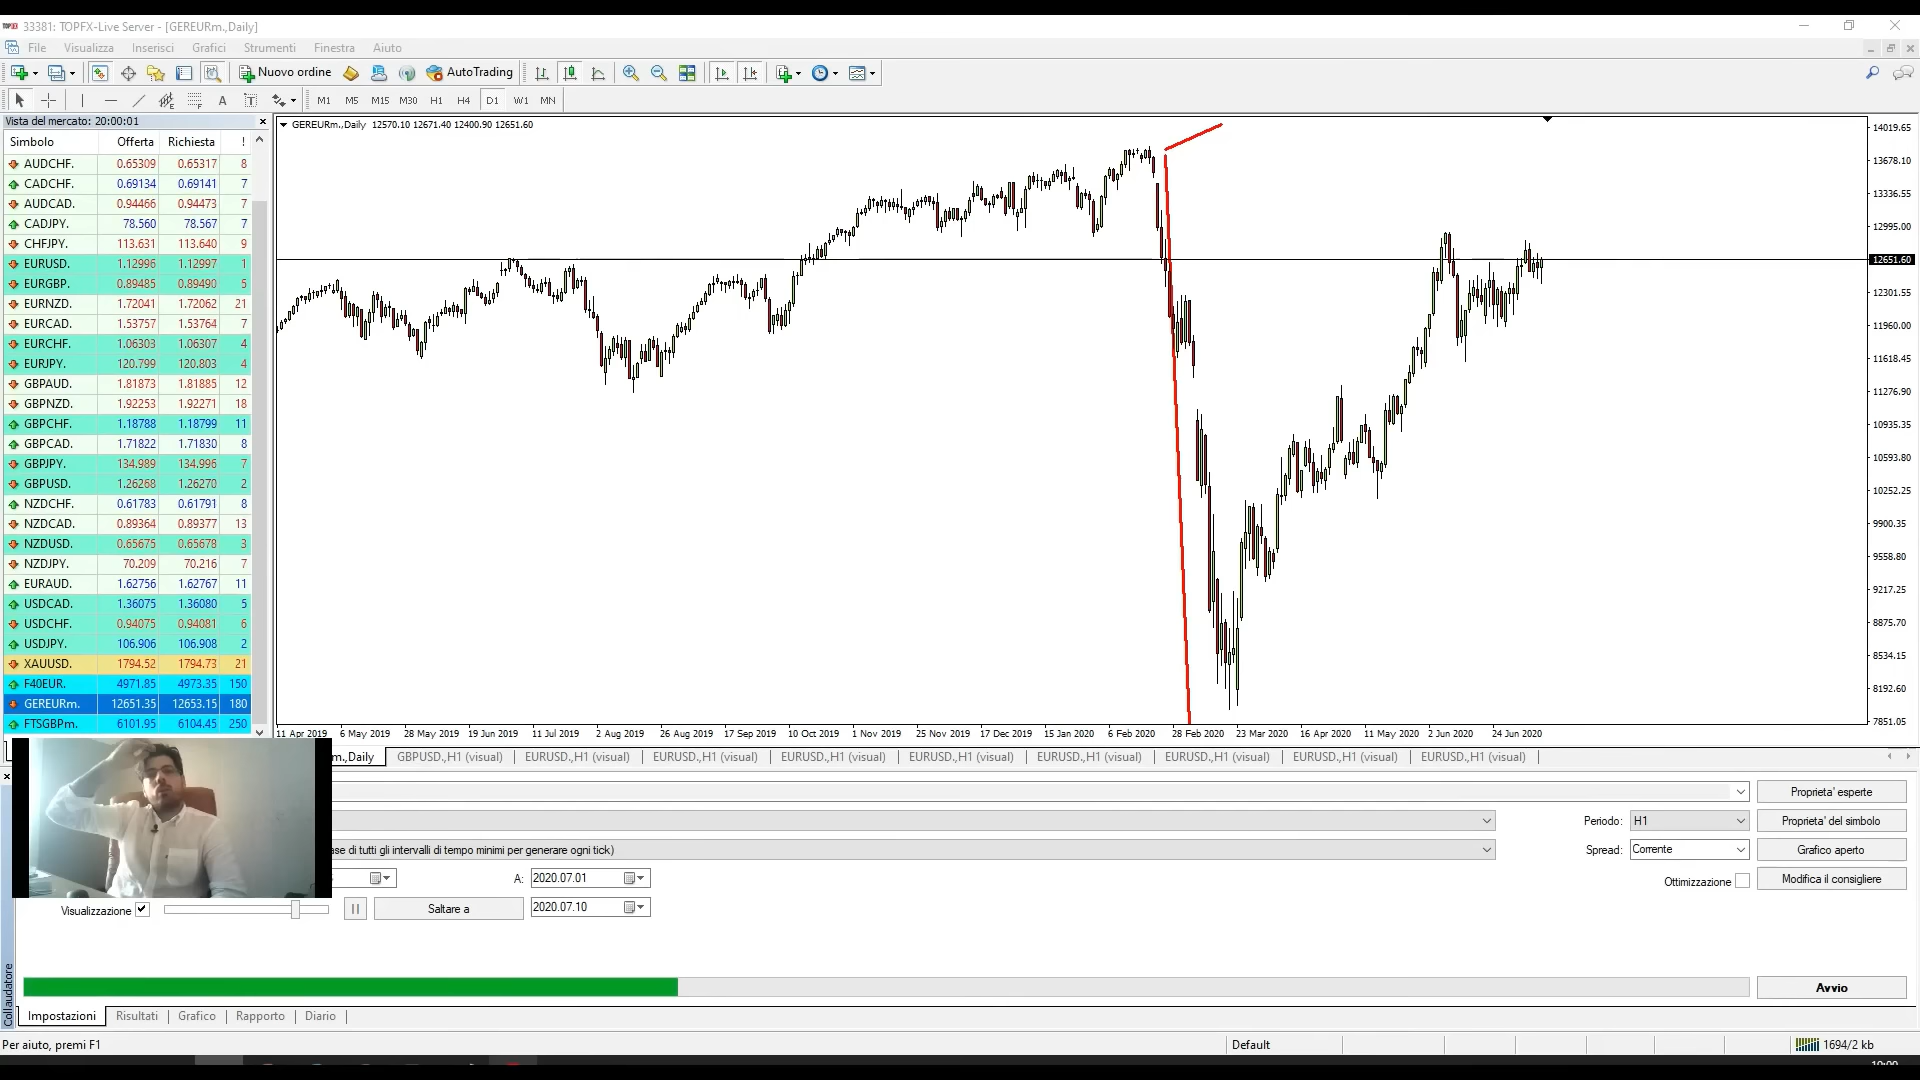 33381: TOPFX-Live Server - [GEREURm.,Daily]
File Visualizza Inserisci Grafici Strumenti Finestra Aiuto
Nuovo ordine AutoTrading
A T M1 M5 M15 M30 H1 H4 D1 W1 MN
Vista del mercato: 20:00:01
Simbolo Offerta Richiesta !
AUDCHF. 0.65309 0.65317 8
CADCHF. 0.69134 0.69141 7
AUDCAD. 0.94466 0.94473 7
CADJPY. 78.560 78.567 7
CHFJPY. 113.631 113.640 9
EURUSD. 1.12996 1.12997 1
EURGBP. 0.89485 0.89490 5
EURNZD. 1.72041 1.72062 21
EURCAD. 1.53757 1.53764 7
EURCHF. 1.06303 1.06307 4
EURJPY. 120.799 120.803 4
GBPAUD. 1.81873 1.81885 12
GBPNZD. 1.92253 1.92271 18
GBPCHF. 1.18788 1.18799 11
GBPCAD. 1.71822 1.71830 8
GBPJPY. 134.989 134.996 7
GBPUSD. 1.26268 1.26270 2
NZDCHF. 0.61783 0.61791 8
NZDCAD. 0.89364 0.89377 13
NZDUSD. 0.65675 0.65678 3
NZDJPY. 70.209 70.216 7
EURAUD. 1.62756 1.62767 11
USDCAD. 1.36075 1.36080 5
USDCHF. 0.94075 0.94081 6
USDJPY. 106.906 106.908 2
XAUUSD. 1794.52 1794.73 21
F40EUR. 4971.85 4973.35 150
GEREURm. 12651.35 12653.15 180
FTSGBPm. 6101.95 6104.45 250
GEREURm.,Daily 12570.10 12671.40 12400.90 12651.60
14019.65
13678.10
13336.55
12995.00
12651.60
12301.55
11960.00
11618.45
11276.90
10935.35
10593.80
10252.25
9900.35
9558.80
9217.25
8875.70
8534.15
8192.60
7851.05
11 Apr 2019 6 May 2019 28 May 2019 19 Jun 2019 11 Jul 2019 2 Aug 2019 26 Aug 2019 17 Sep 2019 10 Oct 2019 1 Nov 2019 25 Nov 2019 17 Dec 2019 15 Jan 2020 6 Feb 2020 28 Feb 2020 23 Mar 2020 16 Apr 2020 11 May 2020 2 Jun 2020 24 Jun 2020
m.,Daily GBPUSD.,H1 (visual) EURUSD.,H1 (visual) EURUSD.,H1 (visual) EURUSD.,H1 (visual) EURUSD.,H1 (visual) EURUSD.,H1 (visual) EURUSD.,H1 (visual) EURUSD.,H1 (visual) EURUSD.,H1 (visual)
Proprieta' esperte
Periodo: H1 Proprieta' del simbolo
ase di tutti gli intervalli di tempo minimi per generare ogni tick) Spread: Corrente Grafico aperto
A: 2020.07.01 Ottimizzazione Modifica il consigliere
Visualizzazione Saltare a 2020.07.10
Avvio
Collaudatore
Impostazioni Risultati Grafico Rapporto Diario
Per aiuto, premi F1 Default 1694/2 kb